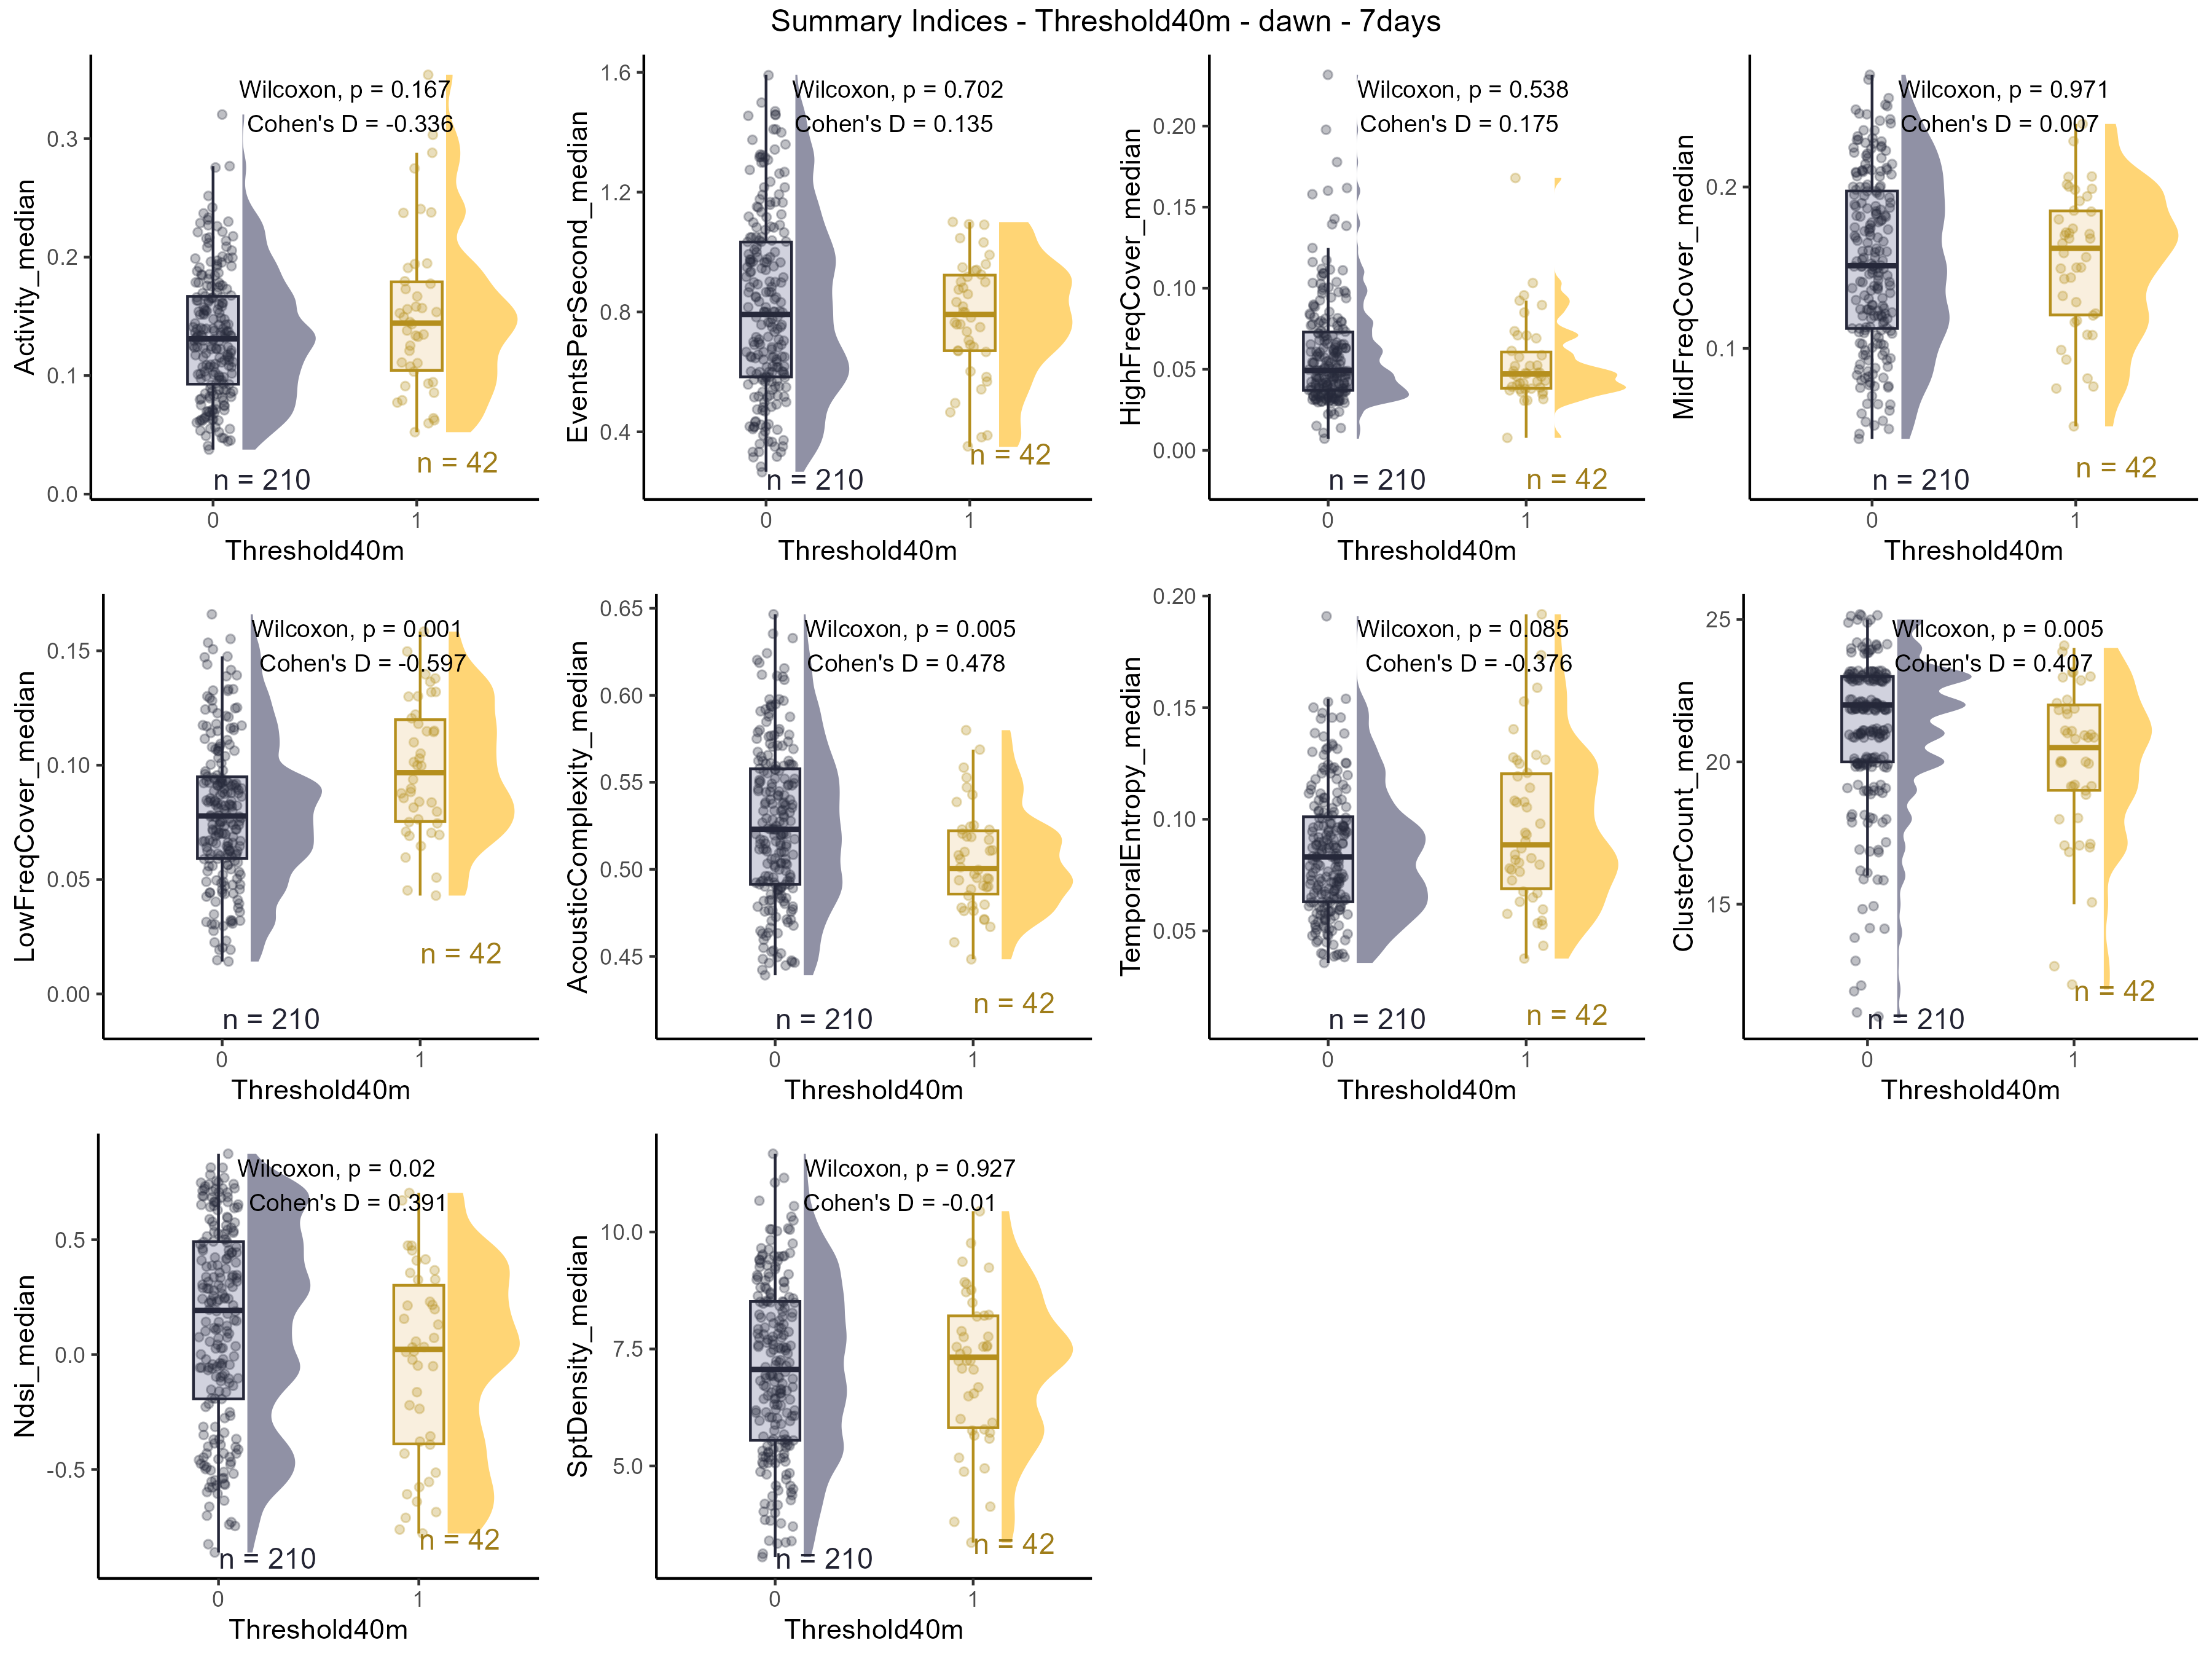 Summary Indices - Threshold40m - dawn - 7days
Activity_median
0.3
0.2
0.1
0.0
Wilcoxon, p = 0.167
Cohen's D = -0.336
n = 210
n = 42
0
1
Threshold40m
EventsPerSecond_median
1.6
1.2
0.8
0.4
Wilcoxon, p = 0.702
Cohen's D = 0.135
n = 210
n = 42
0
1
Threshold40m
HighFreqCover_median
0.20
0.15
0.10
0.05
0.00
Wilcoxon, p = 0.538
Cohen's D = 0.175
n = 210
n = 42
0
1
Threshold40m
MidFreqCover_median
0.2
0.1
Wilcoxon, p = 0.971
Cohen's D = 0.007
n = 210
n = 42
0
1
Threshold40m
LowFreqCover_median
0.15
0.10
0.05
0.00
Wilcoxon, p = 0.001
Cohen's D = -0.597
n = 210
n = 42
0
1
Threshold40m
AcousticComplexity_median
0.65
0.60
0.55
0.50
0.45
Wilcoxon, p = 0.005
Cohen's D = 0.478
n = 210
n = 42
0
1
Threshold40m
TemporalEntropy_median
0.20
0.15
0.10
0.05
Wilcoxon, p = 0.085
Cohen's D = -0.376
n = 210
n = 42
0
1
Threshold40m
ClusterCount_median
25
20
15
Wilcoxon, p = 0.005
Cohen's D = 0.407
n = 210
n = 42
0
1
Threshold40m
Ndsi_median
0.5
0.0
-0.5
Wilcoxon, p = 0.02
Cohen's D = 0.391
n = 210
n = 42
0
1
Threshold40m
SptDensity_median
10.0
7.5
5.0
Wilcoxon, p = 0.927
Cohen's D = -0.01
n = 210
n = 42
0
1
Threshold40m